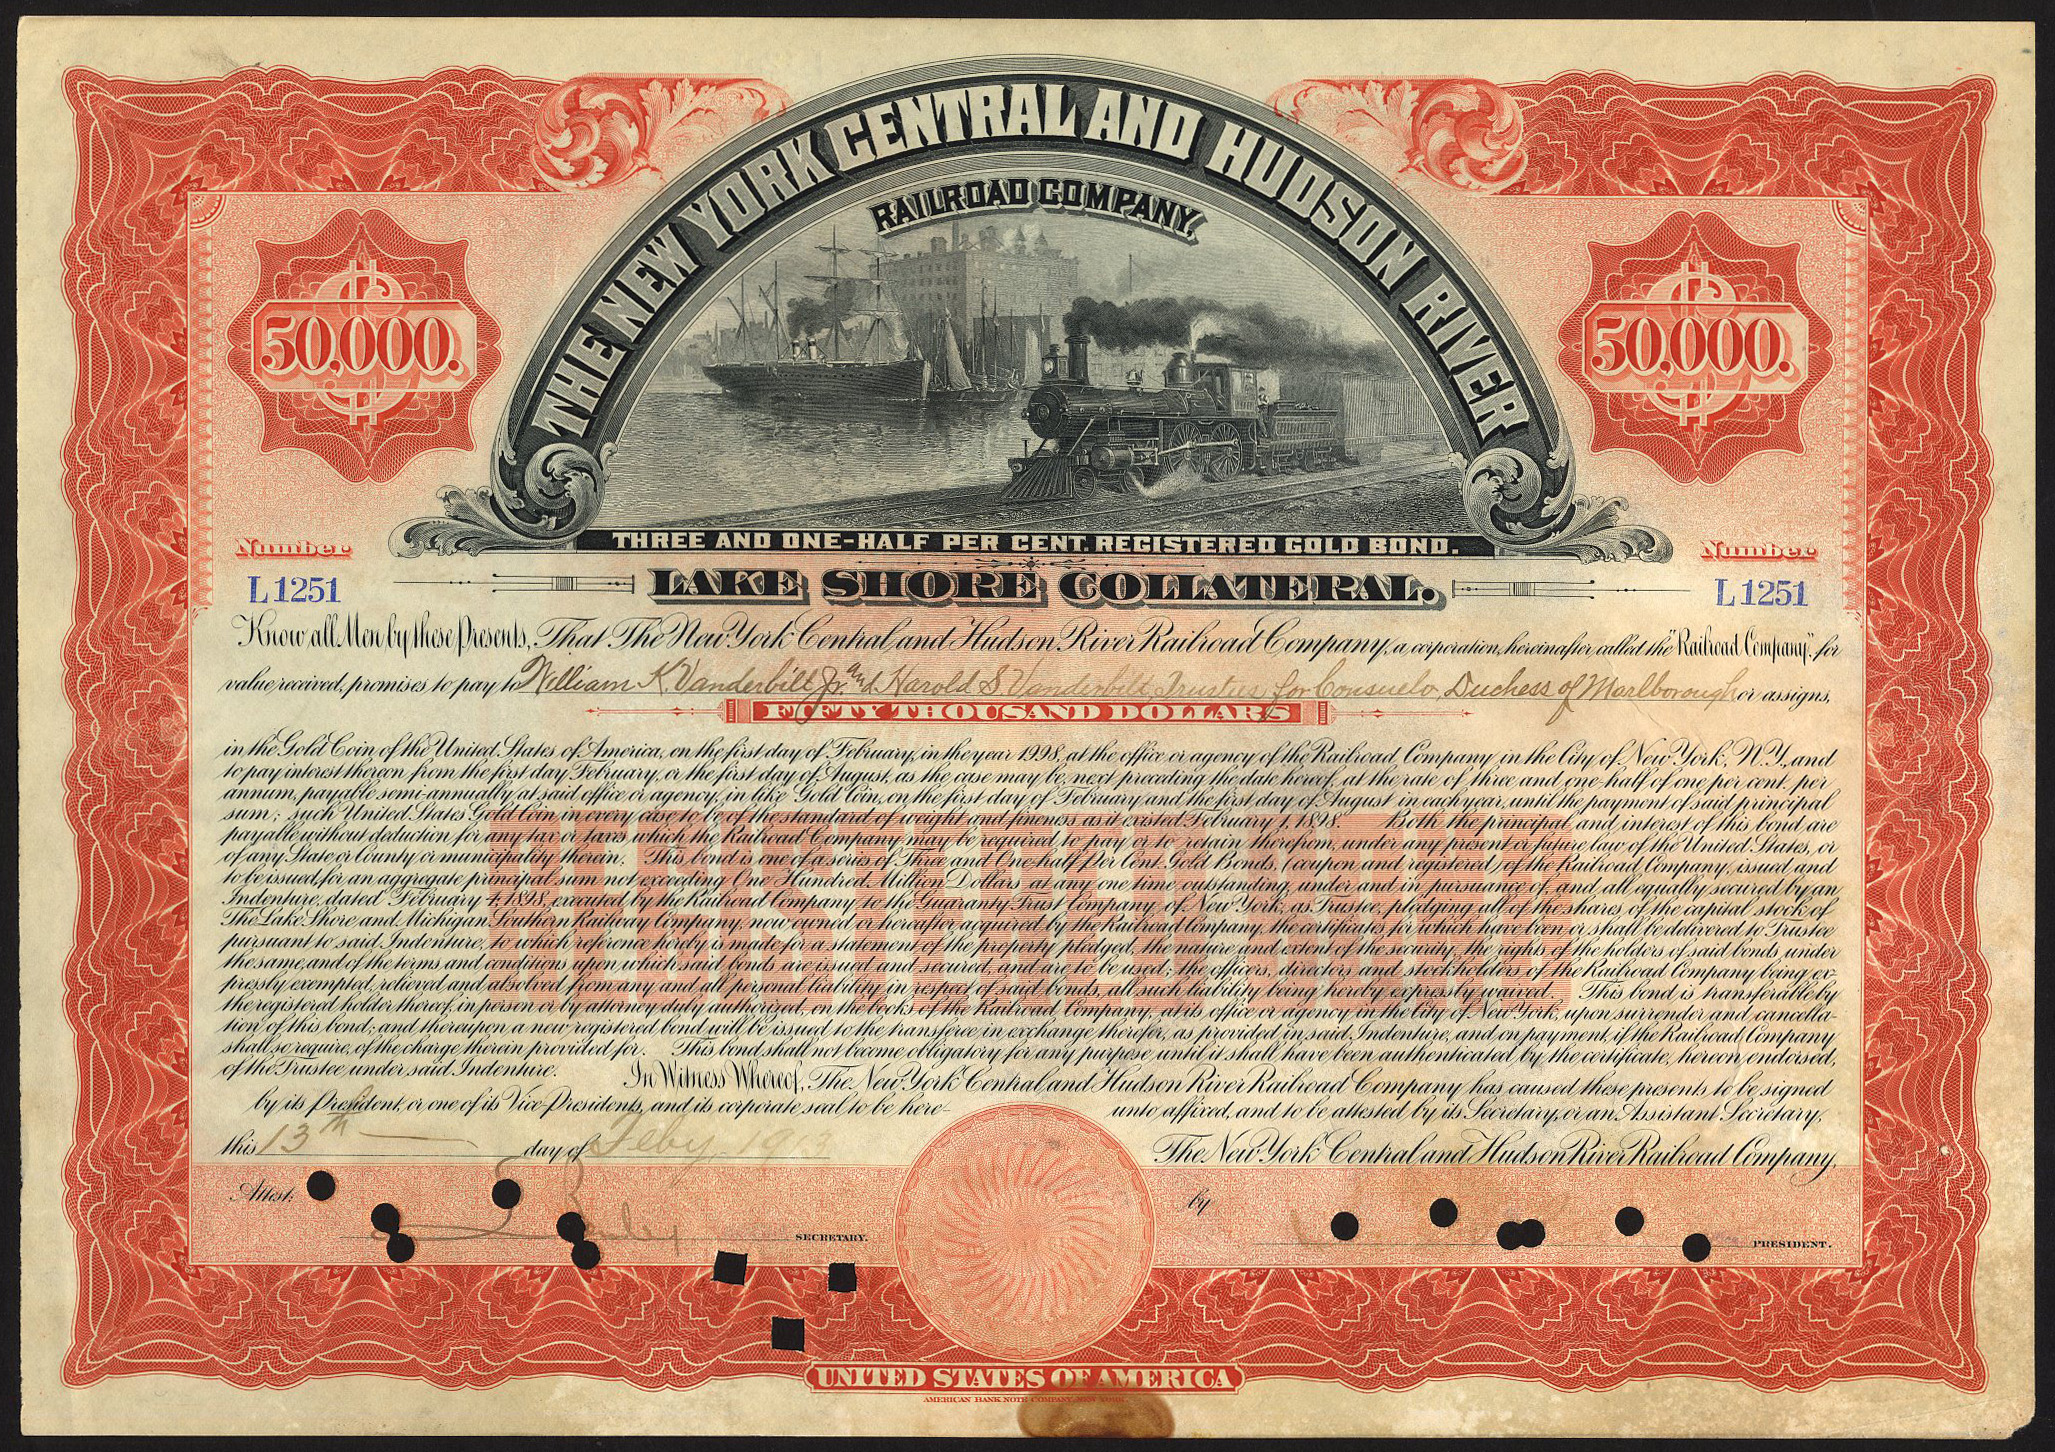 THE NEW YORK CENTRAL AND HUDSON RIVER
RAILROAD COMPANY,
50,000.
50,000.
THREE AND ONE-HALF PER CENT. REGISTERED GOLD BOND.
Number
Number
LAKE SHORE COLLATERAL.
L1251
L1251
Know all Men by these Presents, That The New York Central and Hudson River Railroad Company, a corporation, hereinafter called the "Railroad Company", for
value received, promises to pay to William K Vanderbilt Jr. and Harold S Vanderbilt, Trustees for Consuelo, Duchess of Marlborough or assigns,
FIFTY THOUSAND DOLLARS
in the Gold Coin of the United States of America, on the first day of February, in the year 1998, at the office or agency of the Railroad Company in the City of New York, N.Y., and
to pay interest thereon from the first day February, or the first day of August, as the case may be, next preceding the date hereof, at the rate of three and one-half of one per cent. per
annum, payable semi-annually at said office or agency, in like Gold Coin, on the first day of February and the first day of August in each year, until the payment of said principal
sum; such United States Gold Coin in every case to be of the standard of weight and fineness as it existed February 1, 1898. Both the principal and interest of this bond are
payable without deduction for any tax or taxes which the Railroad Company may be required to pay or to retain therefrom, under any present or future law of the United States, or
of any State or County or municipality therein. This bond is one of a series of Three and One-half Per Cent. Gold Bonds, (coupon and registered) of the Railroad Company, issued and
to be issued, for an aggregate principal sum not exceeding One Hundred Million Dollars at any one time outstanding, under and in pursuance of, and all equally secured by an
Indenture, dated February 4, 1898, executed by the Railroad Company to the Guaranty Trust Company of New York, as Trustee, pledging all of the shares of the capital stock of
The Lake Shore and Michigan Southern Railway Company, now owned or hereafter acquired by the Railroad Company, the certificates for which have been or shall be delivered to Trustee
pursuant to said Indenture, to which reference hereby is made for a statement of the property pledged, the nature and extent of the security, the rights of the holders of said bonds under
the same, and of the terms and conditions upon which said bonds are issued and secured, and are to be used; the officers, directors and stockholders of the Railroad Company being ex-
pressly exempted, relieved and absolved from any and all personal liability in respect of said bonds, all such liability being hereby expressly waived. This bond is transferable by
the registered holder thereof, in person or by attorney duly authorized, on the books of the Railroad Company, at its office or agency in the City of New York, upon surrender and cancella-
tion of this bond; and thereupon a new registered bond will be issued to the transferee in exchange therefor, as provided in said Indenture, and on payment, if the Railroad Company
shall so require, of the charge therein provided for. This bond shall not become obligatory for any purpose until it shall have been authenticated by the certificate, hereon endorsed,
of the Trustee under said Indenture. In Witness Whereof, The New York Central and Hudson River Railroad Company has caused these presents to be signed
by its President, or one of its Vice-Presidents, and its corporate seal to be here- unto affixed, and to be attested by its Secretary, or an Assistant Secretary,
this 13th day of Feby 1913 The New York Central and Hudson River Railroad Company,
Attest: by
SECRETARY. PRESIDENT.
UNITED STATES OF AMERICA
AMERICAN BANK NOTE COMPANY, NEW YORK.